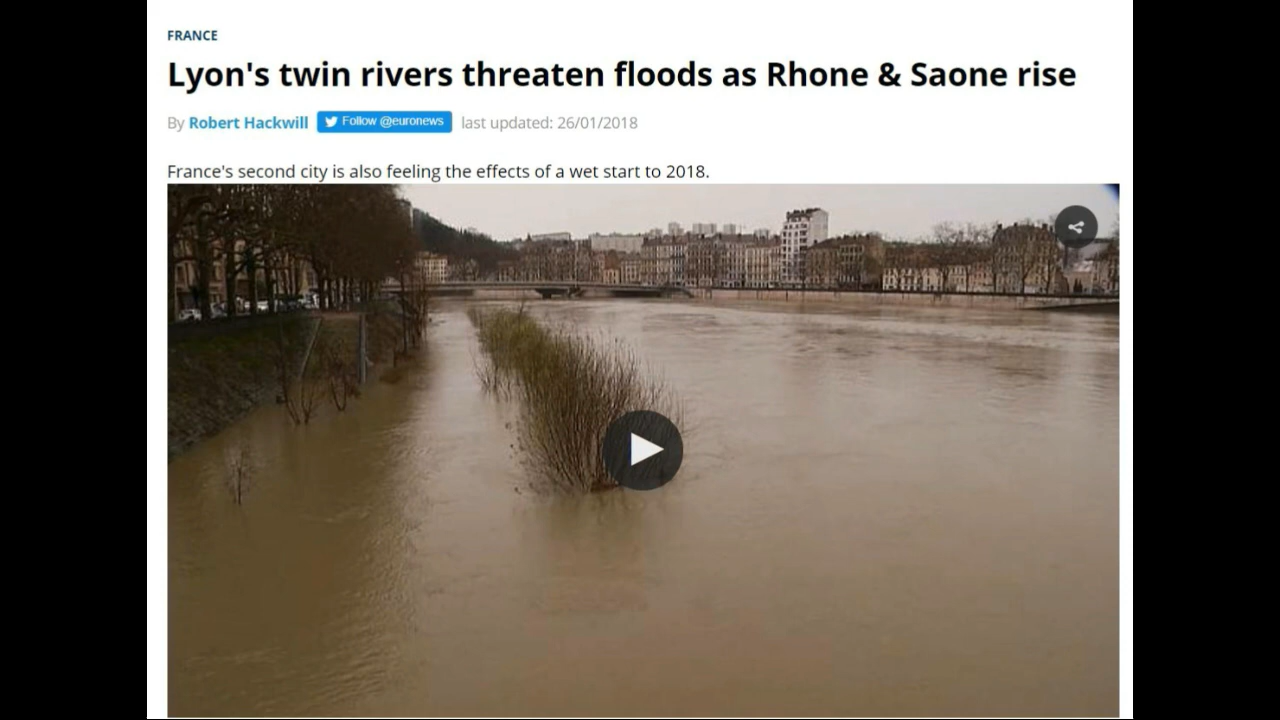 FRANCE
Lyon's twin rivers threaten floods as Rhone & Saone rise
By Robert Hackwill Follow @euronews last updated: 26/01/2018
France's second city is also feeling the effects of a wet start to 2018.